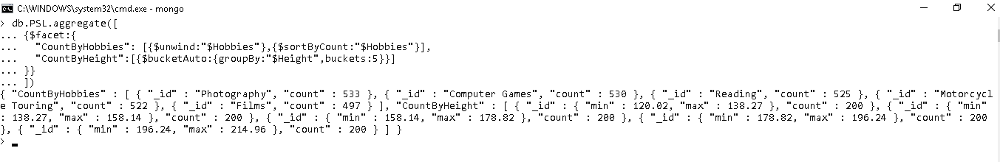 C:\WINDOWS\system32\cmd.exe - mongo
> db.PSL.aggregate([
... {$facet:{
...   "CountByHobbies": [{$unwind:"$Hobbies"},{$sortByCount:"$Hobbies"}],
...   "CountByHeight":[{$bucketAuto:{groupBy:"$Height",buckets:5}}]
... }}
... ])
{ "CountByHobbies" : [ { "_id" : "Photography", "count" : 533 }, { "_id" : "Computer Games", "count" : 530 }, { "_id" : "Reading", "count" : 525 }, { "_id" : "Motorcycl
e Touring", "count" : 522 }, { "_id" : "Films", "count" : 497 } ], "CountByHeight" : [ { "_id" : { "min" : 120.02, "max" : 138.27 }, "count" : 200 }, { "_id" : { "min"
: 138.27, "max" : 158.14 }, "count" : 200 }, { "_id" : { "min" : 158.14, "max" : 178.82 }, "count" : 200 }, { "_id" : { "min" : 178.82, "max" : 196.24 }, "count" : 200
}, { "_id" : { "min" : 196.24, "max" : 214.96 }, "count" : 200 } ] }
>